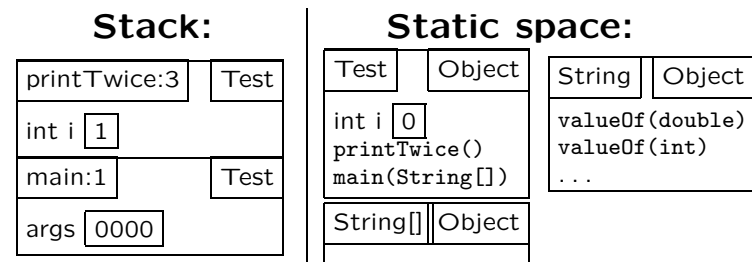 Stack:
printTwice:3 Test
int i 1
main:1 Test
args 0000
Static space:
Test Object
int i 0
printTwice()
main(String[])
String[] Object
String Object
valueOf(double)
valueOf(int)
...